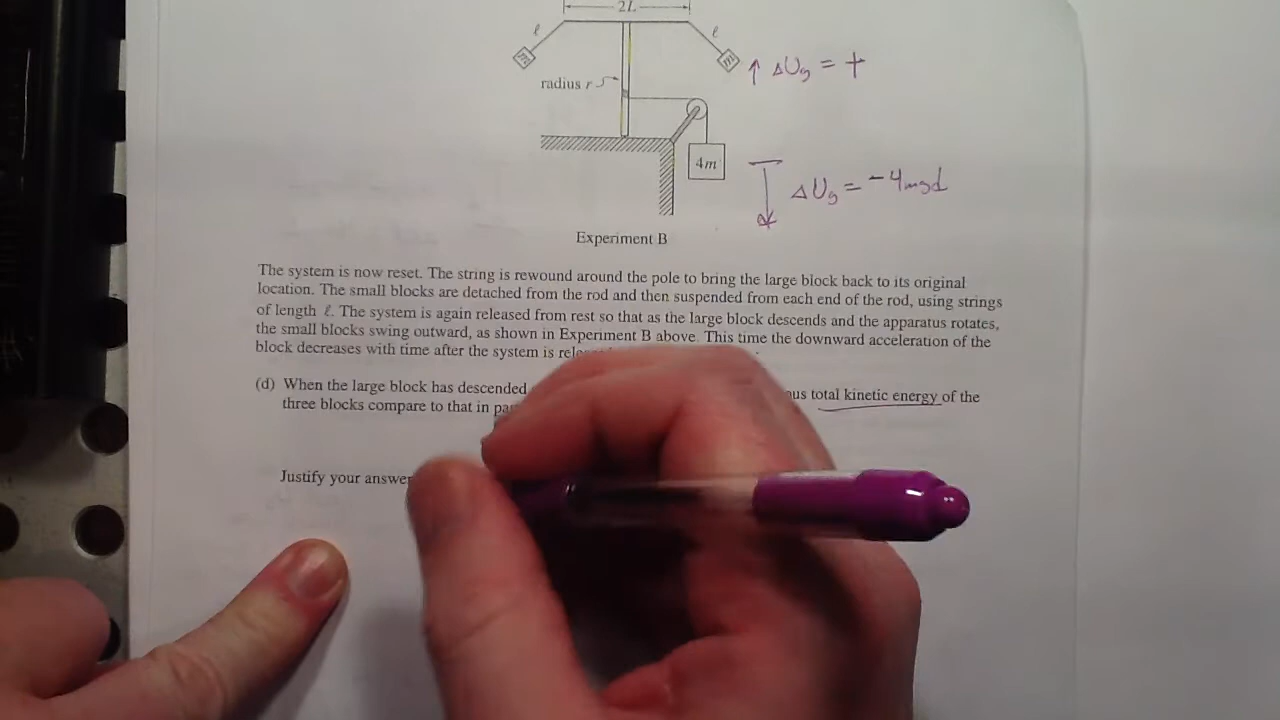 2L
ℓ ℓ
m m
↑ ΔUg = +
radius r
4m
ΔUg = -4mgd
Experiment B
The system is now reset. The string is rewound around the pole to bring the large block back to its original
location. The small blocks are detached from the rod and then suspended from each end of the rod, using strings
of length ℓ. The system is again released from rest so that as the large block descends and the apparatus rotates,
the small blocks swing outward, as shown in Experiment B above. This time the downward acceleration of the
block decreases with time after the system is
(d) When the large block has descended total kinetic energy of the
three blocks compare to that in
Justify your